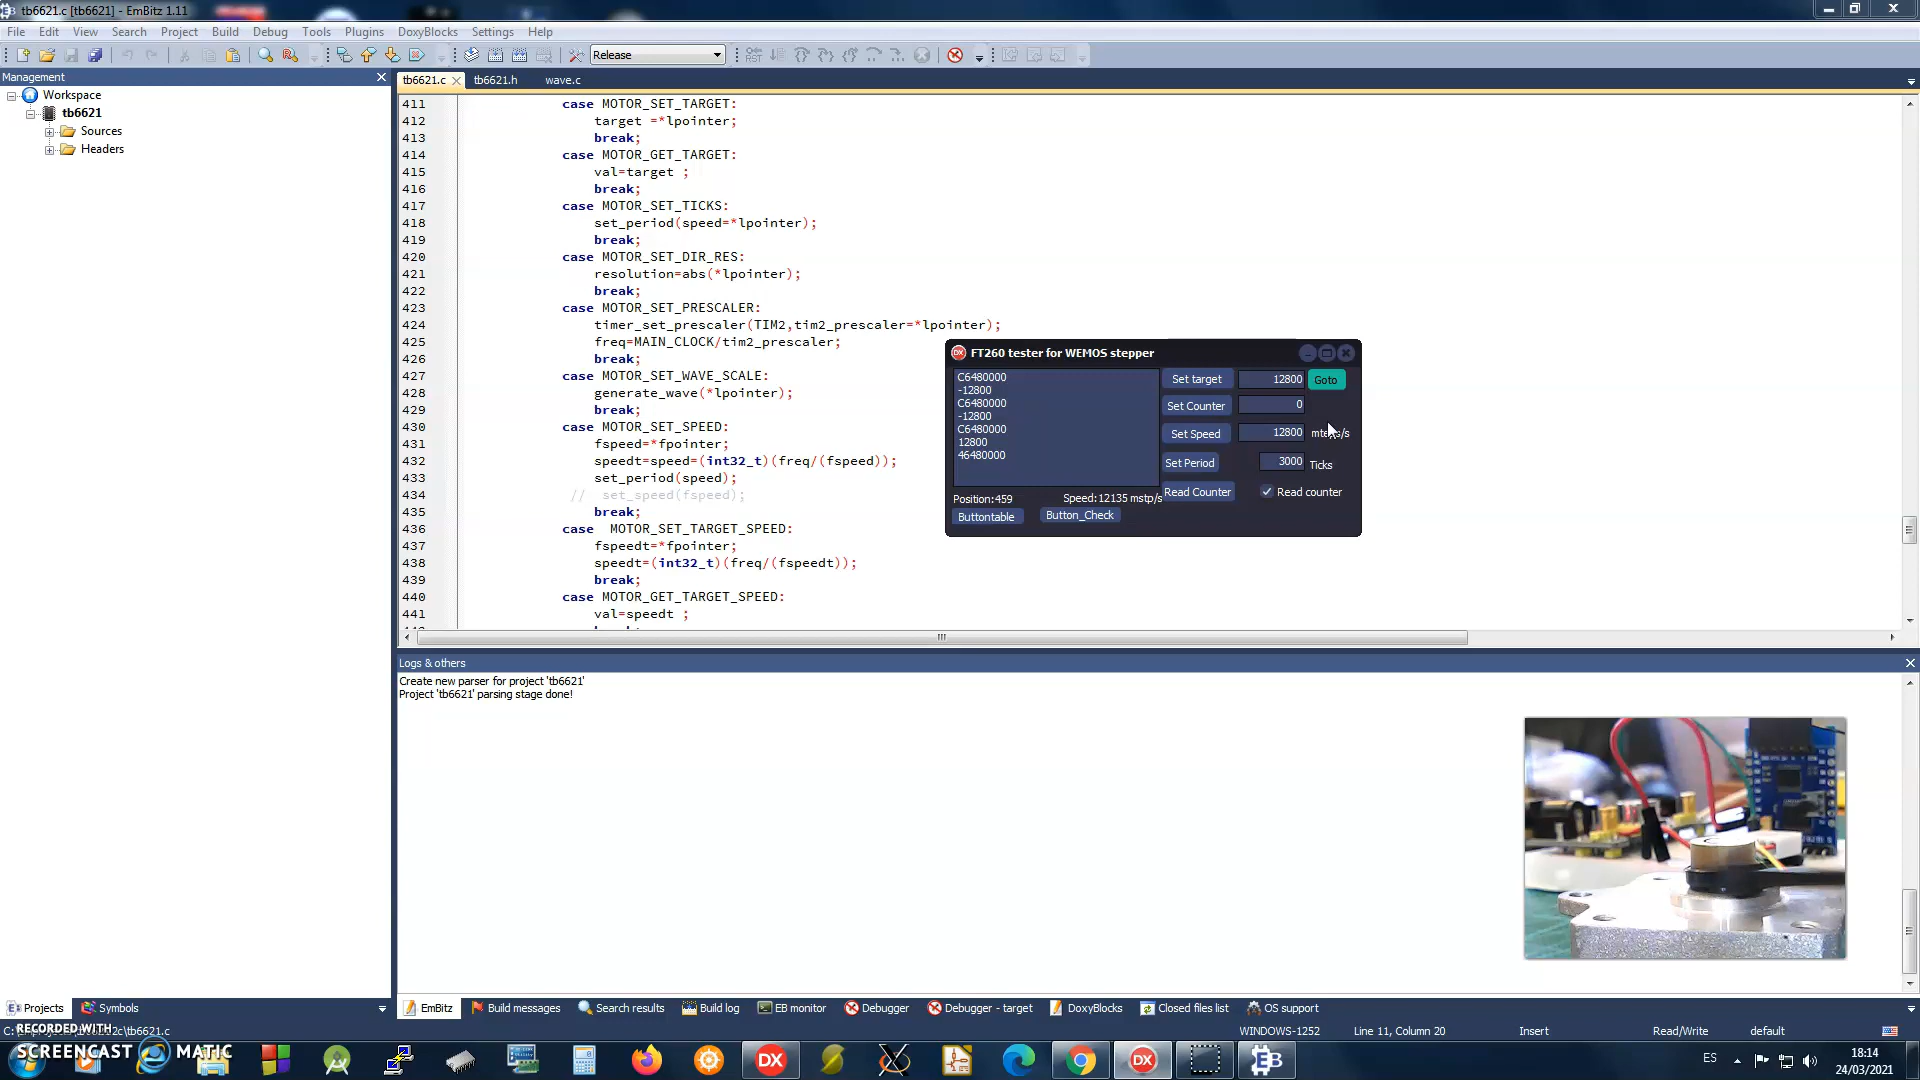 tb6621.c [tb6621] - EmBitz 1.11
File Edit View Search Project Build Debug Tools Plugins DoxyBlocks Settings Help
Release
Management
tb6621.c tb6621.h wave.c
Workspace
tb6621
Sources
Headers
411 case MOTOR_SET_TARGET:
412 target =*lpointer;
413 break;
414 case MOTOR_GET_TARGET:
415 val=target ;
416 break;
417 case MOTOR_SET_TICKS:
418 set_period(speed=*lpointer);
419 break;
420 case MOTOR_SET_DIR_RES:
421 resolution=abs(*lpointer);
422 break;
423 case MOTOR_SET_PRESCALER:
424 timer_set_prescaler(TIM2,tim2_prescaler=*lpointer);
425 freq=MAIN_CLOCK/tim2_prescaler;
426 break;
427 case MOTOR_SET_WAVE_SCALE:
428 generate_wave(*lpointer);
429 break;
430 case MOTOR_SET_SPEED:
431 fspeed=*fpointer;
432 speedt=speed=(int32_t)(freq/(fspeed));
433 set_period(speed);
434 // set_speed(fspeed);
435 break;
436 case MOTOR_SET_TARGET_SPEED:
437 fspeedt=*fpointer;
438 speedt=(int32_t)(freq/(fspeedt));
439 break;
440 case MOTOR_GET_TARGET_SPEED:
441 val=speedt ;
FT260 tester for WEMOS stepper
C6480000
-12800
C6480000
-12800
C6480000
12800
46480000
Set target 12800 Goto
Set Counter 0
Set Speed 12800
Set Period 3000 Ticks
Read Counter Read counter
Position:459 Speed:12135 mstp/s
Buttontable Button_Check
Logs & others
Create new parser for project 'tb6621'
Project 'tb6621' parsing stage done!
Projects Symbols
EmBitz Build messages Search results Build log EB monitor Debugger Debugger - target DoxyBlocks Closed files list OS support
WINDOWS-1252 Line 11, Column 20 Insert Read/Write default
RECORDED WITH
SCREENCAST MATIC
ES
18:14
24/03/2021